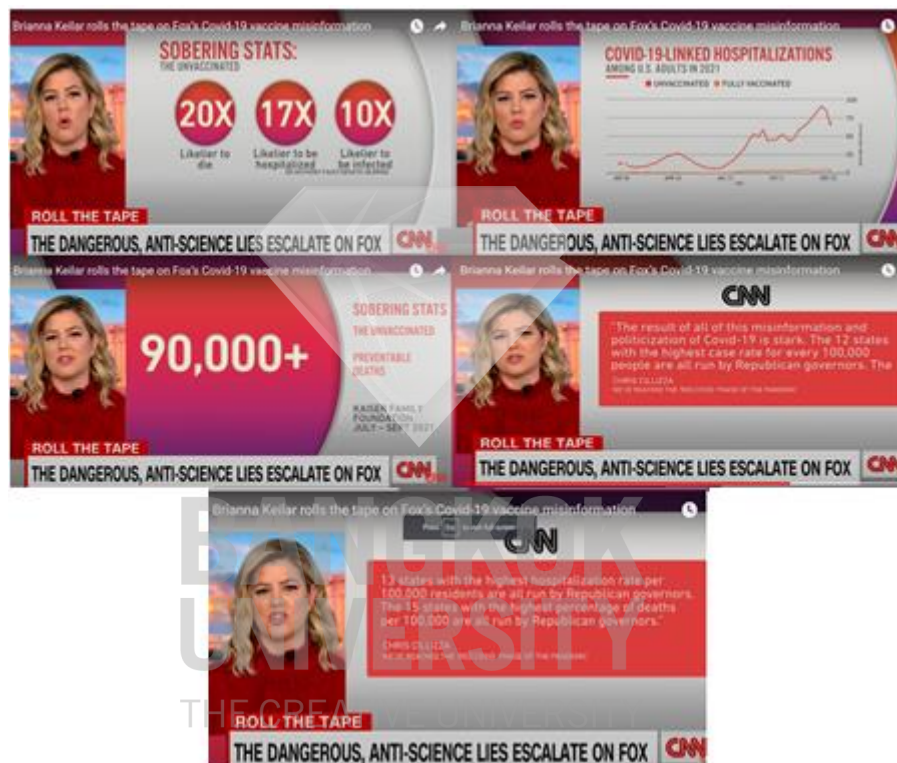 Brianna Keilar rolls the tape on Fox's Covid-19 vaccine misinformation
SOBERING STATS:
THE UNVACCINATED
20X
17X
10X
Likelier to
die
Likelier to be
hospitalized
Likelier to
be infected
ROLL THE TAPE
THE DANGEROUS, ANTI-SCIENCE LIES ESCALATE ON FOX
CNN
Brianna Keilar rolls the tape on Fox's Covid-19 vaccine misinformation
COVID-19-LINKED HOSPITALIZATIONS
AMONG U.S. ADULTS IN 2021
UNVACCINATED FULLY VACCINATED
ROLL THE TAPE
THE DANGEROUS, ANTI-SCIENCE LIES ESCALATE ON FOX
CNN
Brianna Keilar rolls the tape on Fox's Covid-19 vaccine misinformation
90,000+
SOBERING STATS
THE UNVACCINATED
PREVENTABLE
DEATHS
KAISER FAMILY
FOUNDATION
JULY - SEPT 2021
ROLL THE TAPE
THE DANGEROUS, ANTI-SCIENCE LIES ESCALATE ON FOX
CNN
Brianna Keilar rolls the tape on Fox's Covid-19 vaccine misinformation
CNN
"The result of all of this misinformation and
politicization of Covid-19 is stark. The 12 states
with the highest case rate for every 100,000
people are all run by Republican governors. The
CHRIS CILLIZZA
ROLL THE TAPE
THE DANGEROUS, ANTI-SCIENCE LIES ESCALATE ON FOX
CNN
Brianna Keilar rolls the tape on Fox's Covid-19 vaccine misinformation
CNN
13 states with the highest hospitalization rate per
100,000 residents are all run by Republican governors.
The 15 states with the highest percentage of deaths
per 100,000 are all run by Republican governors."
CHRIS CILLIZZA
ROLL THE TAPE
THE DANGEROUS, ANTI-SCIENCE LIES ESCALATE ON FOX
CNN
BANGKOK
UNIVERSITY
THE CREATIVE UNIVERSITY